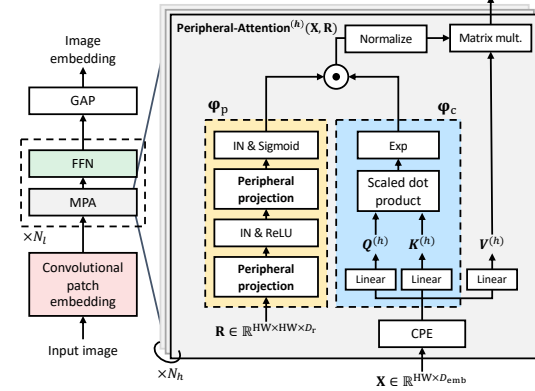 Image
embedding
GAP
FFN
MPA
×N_l
Convolutional
patch
embedding
Input image
Peripheral-Attention^(h)(X, R)
Normalize
Matrix mult.
φ_p
φ_c
IN & Sigmoid
Exp
Peripheral
projection
Scaled dot
product
IN & ReLU
Q^(h)
K^(h)
V^(h)
Peripheral
projection
Linear
Linear
Linear
R ∈ ℝ^HW×HW×D_r
CPE
×N_h
X ∈ ℝ^HW×D_emb